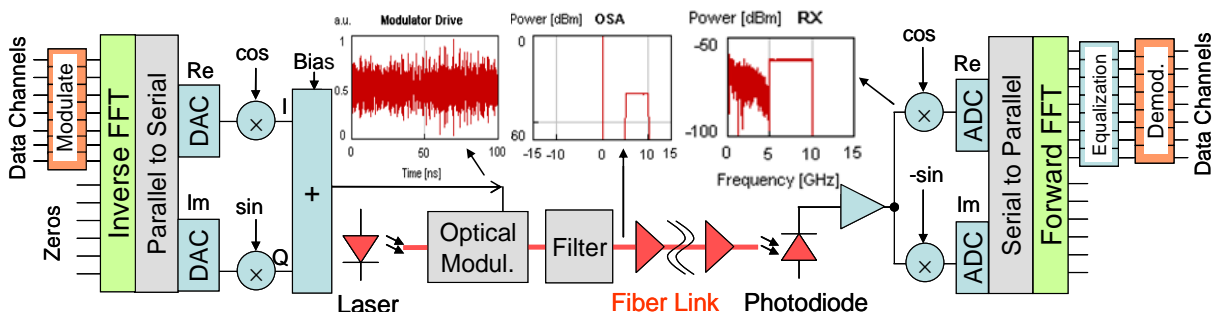 Data Channels
Zeros
Modulate
Inverse FFT
Parallel to Serial
Re
DAC
Im
DAC
cos
×
sin
×
I
Q
Bias
+
a.u.
Modulator Drive
1
0.5
0
0
50
100
Time [ns]
Power [dBm] OSA
0
60
-15 -10
0
10 15
Power [dBm] RX
-50
-100
0
5
10
15
Frequency [GHz]
Laser
Optical
Modul.
Filter
Fiber Link
Photodiode
cos
×
-sin
×
Re
ADC
Im
ADC
Serial to Parallel
Forward FFT
Equalization
Demod.
Data Channels